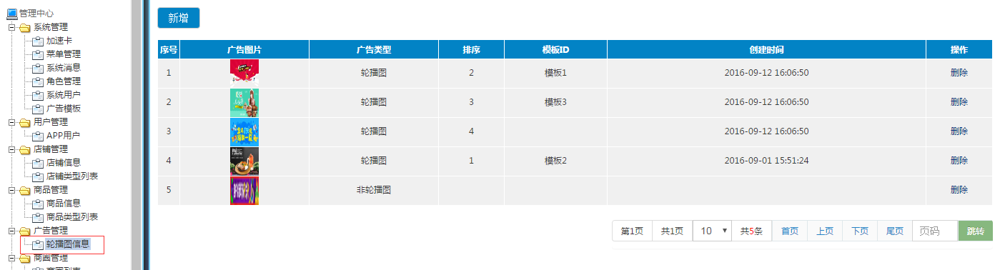 管理中心
系统管理
加速卡
菜单管理
系统消息
角色管理
系统用户
广告模板
用户管理
APP用户
店铺管理
店铺信息
店铺类型列表
商品管理
商品信息
商品类型列表
广告管理
轮播图信息
商圈管理
新增
序号 广告图片 广告类型 排序 模板ID 创建时间 操作
1 轮播图 2 模板1 2016-09-12 16:06:50 删除
2 轮播图 3 模板3 2016-09-12 16:06:50 删除
3 轮播图 4 2016-09-12 16:06:50 删除
4 轮播图 1 模板2 2016-09-01 15:51:24 删除
5 非轮播图 删除
第1页 共1页 10 共5条 首页 上页 下页 尾页 页码 跳转